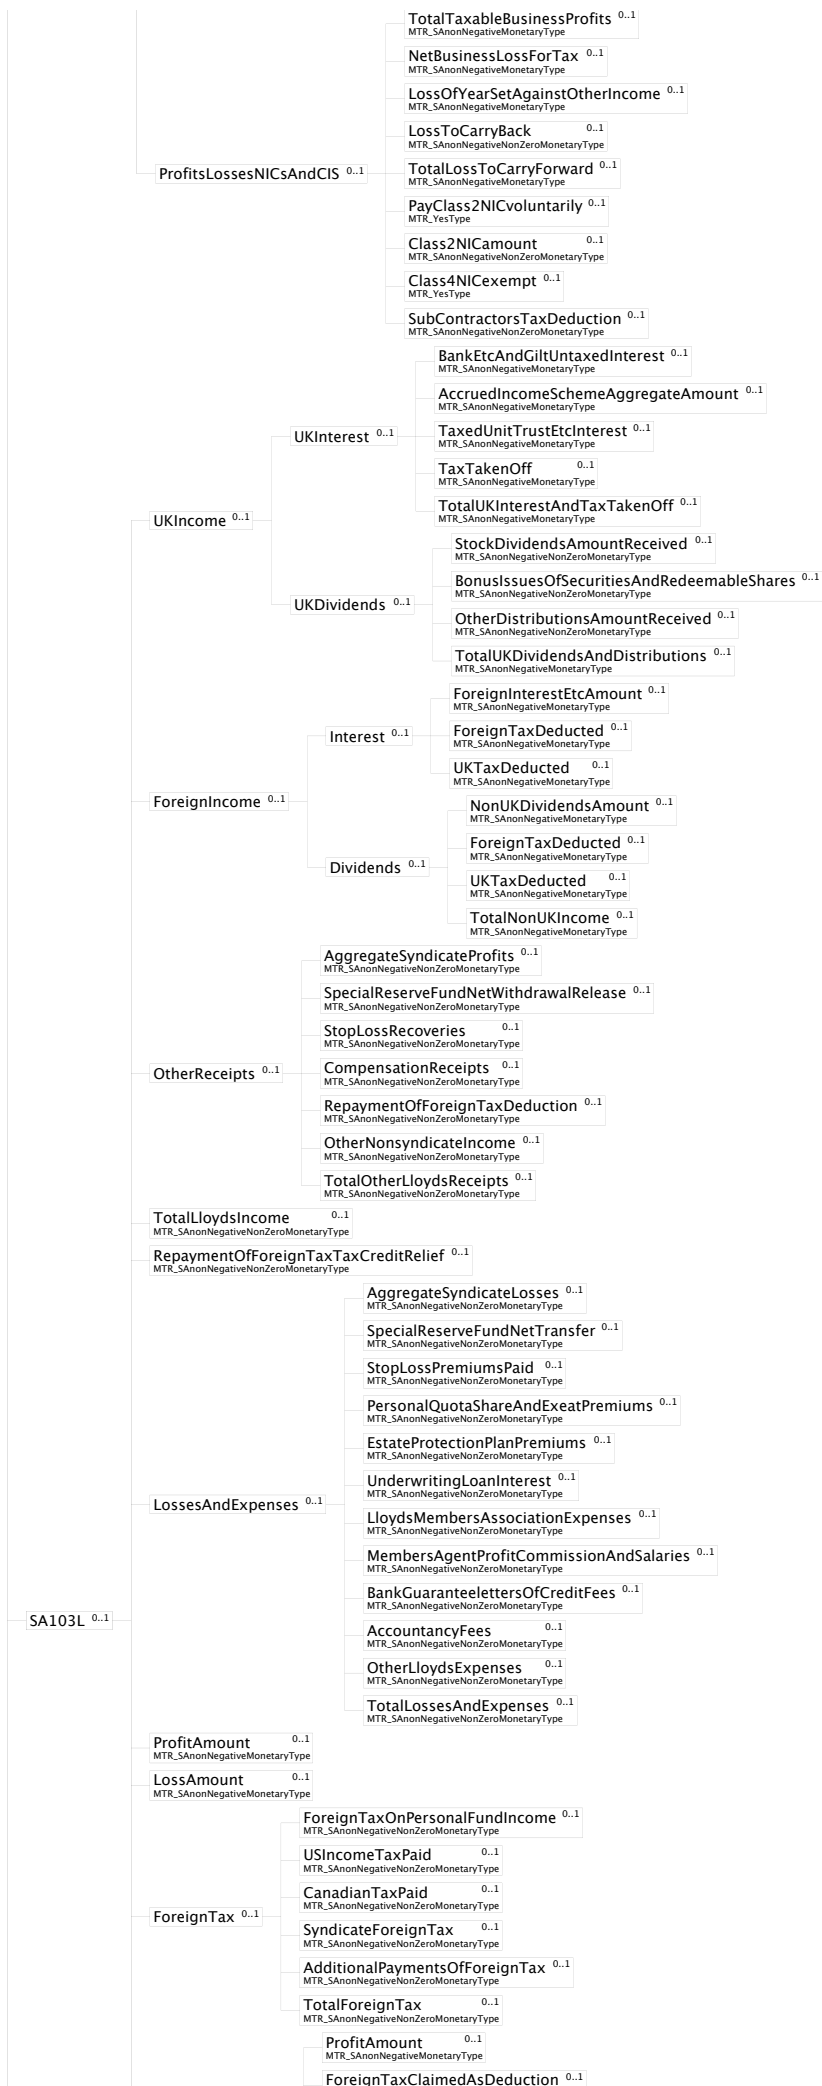 TotalTaxableBusinessProfits 0..1
MTR_SAnonNegativeMonetaryType
NetBusinessLossForTax 0..1
MTR_SAnonNegativeMonetaryType
LossOfYearSetAgainstOtherIncome 0..1
MTR_SAnonNegativeMonetaryType
LossToCarryBack 0..1
MTR_SAnonNegativeNonZeroMonetaryType
ProfitsLossesNICsAndCIS 0..1
TotalLossToCarryForward 0..1
MTR_SAnonNegativeMonetaryType
PayClass2NICvoluntarily 0..1
MTR_YesType
Class2NICamount 0..1
MTR_SAnonNegativeNonZeroMonetaryType
Class4NICexempt 0..1
MTR_YesType
SubContractorsTaxDeduction 0..1
MTR_SAnonNegativeNonZeroMonetaryType
BankEtcAndGiltUntaxedInterest 0..1
MTR_SAnonNegativeMonetaryType
AccruedIncomeSchemeAggregateAmount 0..1
MTR_SAnonNegativeMonetaryType
UKInterest 0..1
TaxedUnitTrustEtcInterest 0..1
MTR_SAnonNegativeMonetaryType
TaxTakenOff 0..1
MTR_SAnonNegativeMonetaryType
TotalUKInterestAndTaxTakenOff 0..1
MTR_SAnonNegativeMonetaryType
UKIncome 0..1
StockDividendsAmountReceived 0..1
MTR_SAnonNegativeNonZeroMonetaryType
BonusIssuesOfSecuritiesAndRedeemableShares 0..1
MTR_SAnonNegativeNonZeroMonetaryType
UKDividends 0..1
OtherDistributionsAmountReceived 0..1
MTR_SAnonNegativeNonZeroMonetaryType
TotalUKDividendsAndDistributions 0..1
MTR_SAnonNegativeMonetaryType
ForeignInterestEtcAmount 0..1
MTR_SAnonNegativeMonetaryType
Interest 0..1
ForeignTaxDeducted 0..1
MTR_SAnonNegativeMonetaryType
UKTaxDeducted 0..1
MTR_SAnonNegativeMonetaryType
ForeignIncome 0..1
NonUKDividendsAmount 0..1
MTR_SAnonNegativeMonetaryType
ForeignTaxDeducted 0..1
MTR_SAnonNegativeMonetaryType
Dividends 0..1
UKTaxDeducted 0..1
MTR_SAnonNegativeMonetaryType
TotalNonUKIncome 0..1
MTR_SAnonNegativeMonetaryType
AggregateSyndicateProfits 0..1
MTR_SAnonNegativeNonZeroMonetaryType
SpecialReserveFundNetWithdrawalRelease 0..1
MTR_SAnonNegativeNonZeroMonetaryType
StopLossRecoveries 0..1
MTR_SAnonNegativeNonZeroMonetaryType
OtherReceipts 0..1
CompensationReceipts 0..1
MTR_SAnonNegativeNonZeroMonetaryType
RepaymentOfForeignTaxDeduction 0..1
MTR_SAnonNegativeNonZeroMonetaryType
OtherNonsyndicateIncome 0..1
MTR_SAnonNegativeNonZeroMonetaryType
TotalOtherLloydsReceipts 0..1
MTR_SAnonNegativeNonZeroMonetaryType
TotalLloydsIncome 0..1
MTR_SAnonNegativeNonZeroMonetaryType
RepaymentOfForeignTaxTaxCreditRelief 0..1
MTR_SAnonNegativeNonZeroMonetaryType
AggregateSyndicateLosses 0..1
MTR_SAnonNegativeNonZeroMonetaryType
SpecialReserveFundNetTransfer 0..1
MTR_SAnonNegativeNonZeroMonetaryType
StopLossPremiumsPaid 0..1
MTR_SAnonNegativeNonZeroMonetaryType
PersonalQuotaShareAndExeatPremiums 0..1
MTR_SAnonNegativeNonZeroMonetaryType
EstateProtectionPlanPremiums 0..1
MTR_SAnonNegativeNonZeroMonetaryType
UnderwritingLoanInterest 0..1
MTR_SAnonNegativeNonZeroMonetaryType
LossesAndExpenses 0..1
LloydsMembersAssociationExpenses 0..1
MTR_SAnonNegativeNonZeroMonetaryType
MembersAgentProfitCommissionAndSalaries 0..1
MTR_SAnonNegativeNonZeroMonetaryType
BankGuaranteelettersOfCreditFees 0..1
MTR_SAnonNegativeNonZeroMonetaryType
SA103L 0..1
AccountancyFees 0..1
MTR_SAnonNegativeNonZeroMonetaryType
OtherLloydsExpenses 0..1
MTR_SAnonNegativeNonZeroMonetaryType
TotalLossesAndExpenses 0..1
MTR_SAnonNegativeNonZeroMonetaryType
ProfitAmount 0..1
MTR_SAnonNegativeMonetaryType
LossAmount 0..1
MTR_SAnonNegativeMonetaryType
ForeignTaxOnPersonalFundIncome 0..1
MTR_SAnonNegativeNonZeroMonetaryType
USIncomeTaxPaid 0..1
MTR_SAnonNegativeNonZeroMonetaryType
CanadianTaxPaid 0..1
MTR_SAnonNegativeNonZeroMonetaryType
ForeignTax 0..1
SyndicateForeignTax 0..1
MTR_SAnonNegativeNonZeroMonetaryType
AdditionalPaymentsOfForeignTax 0..1
MTR_SAnonNegativeNonZeroMonetaryType
TotalForeignTax 0..1
MTR_SAnonNegativeNonZeroMonetaryType
ProfitAmount 0..1
MTR_SAnonNegativeMonetaryType
ForeignTaxClaimedAsDeduction 0..1